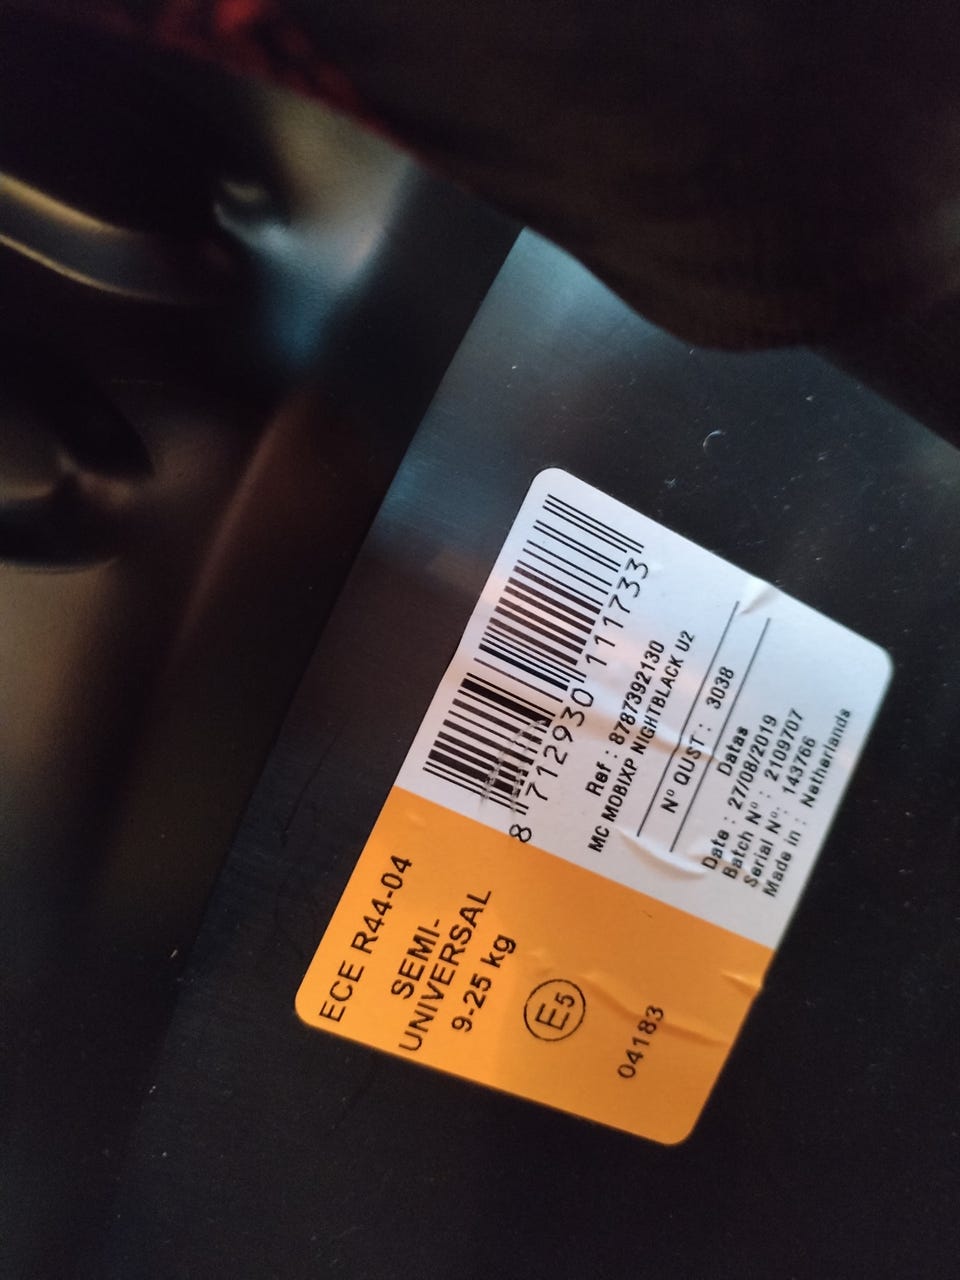 ECE R44-04
SEMI-
UNIVERSAL
9-25 kg
E5
04183
8 712930 111733
Ref : 8787392130
MC MOBIXP NIGHTBLACK U2
N° QUST : 3038
Datas
Date : 27/08/2019
Batch N° : 2109707
Serial N° : 143766
Made in : Netherlands